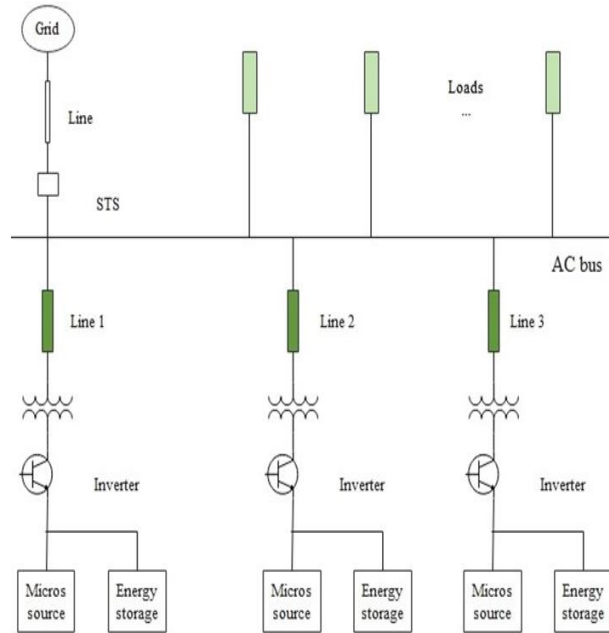 Grid
Line
Loads
...
STS
AC bus
Line 1
Line 2
Line 3
Inverter
Inverter
Inverter
Micros
source
Energy
storage
Micros
source
Energy
storage
Micros
source
Energy
storage